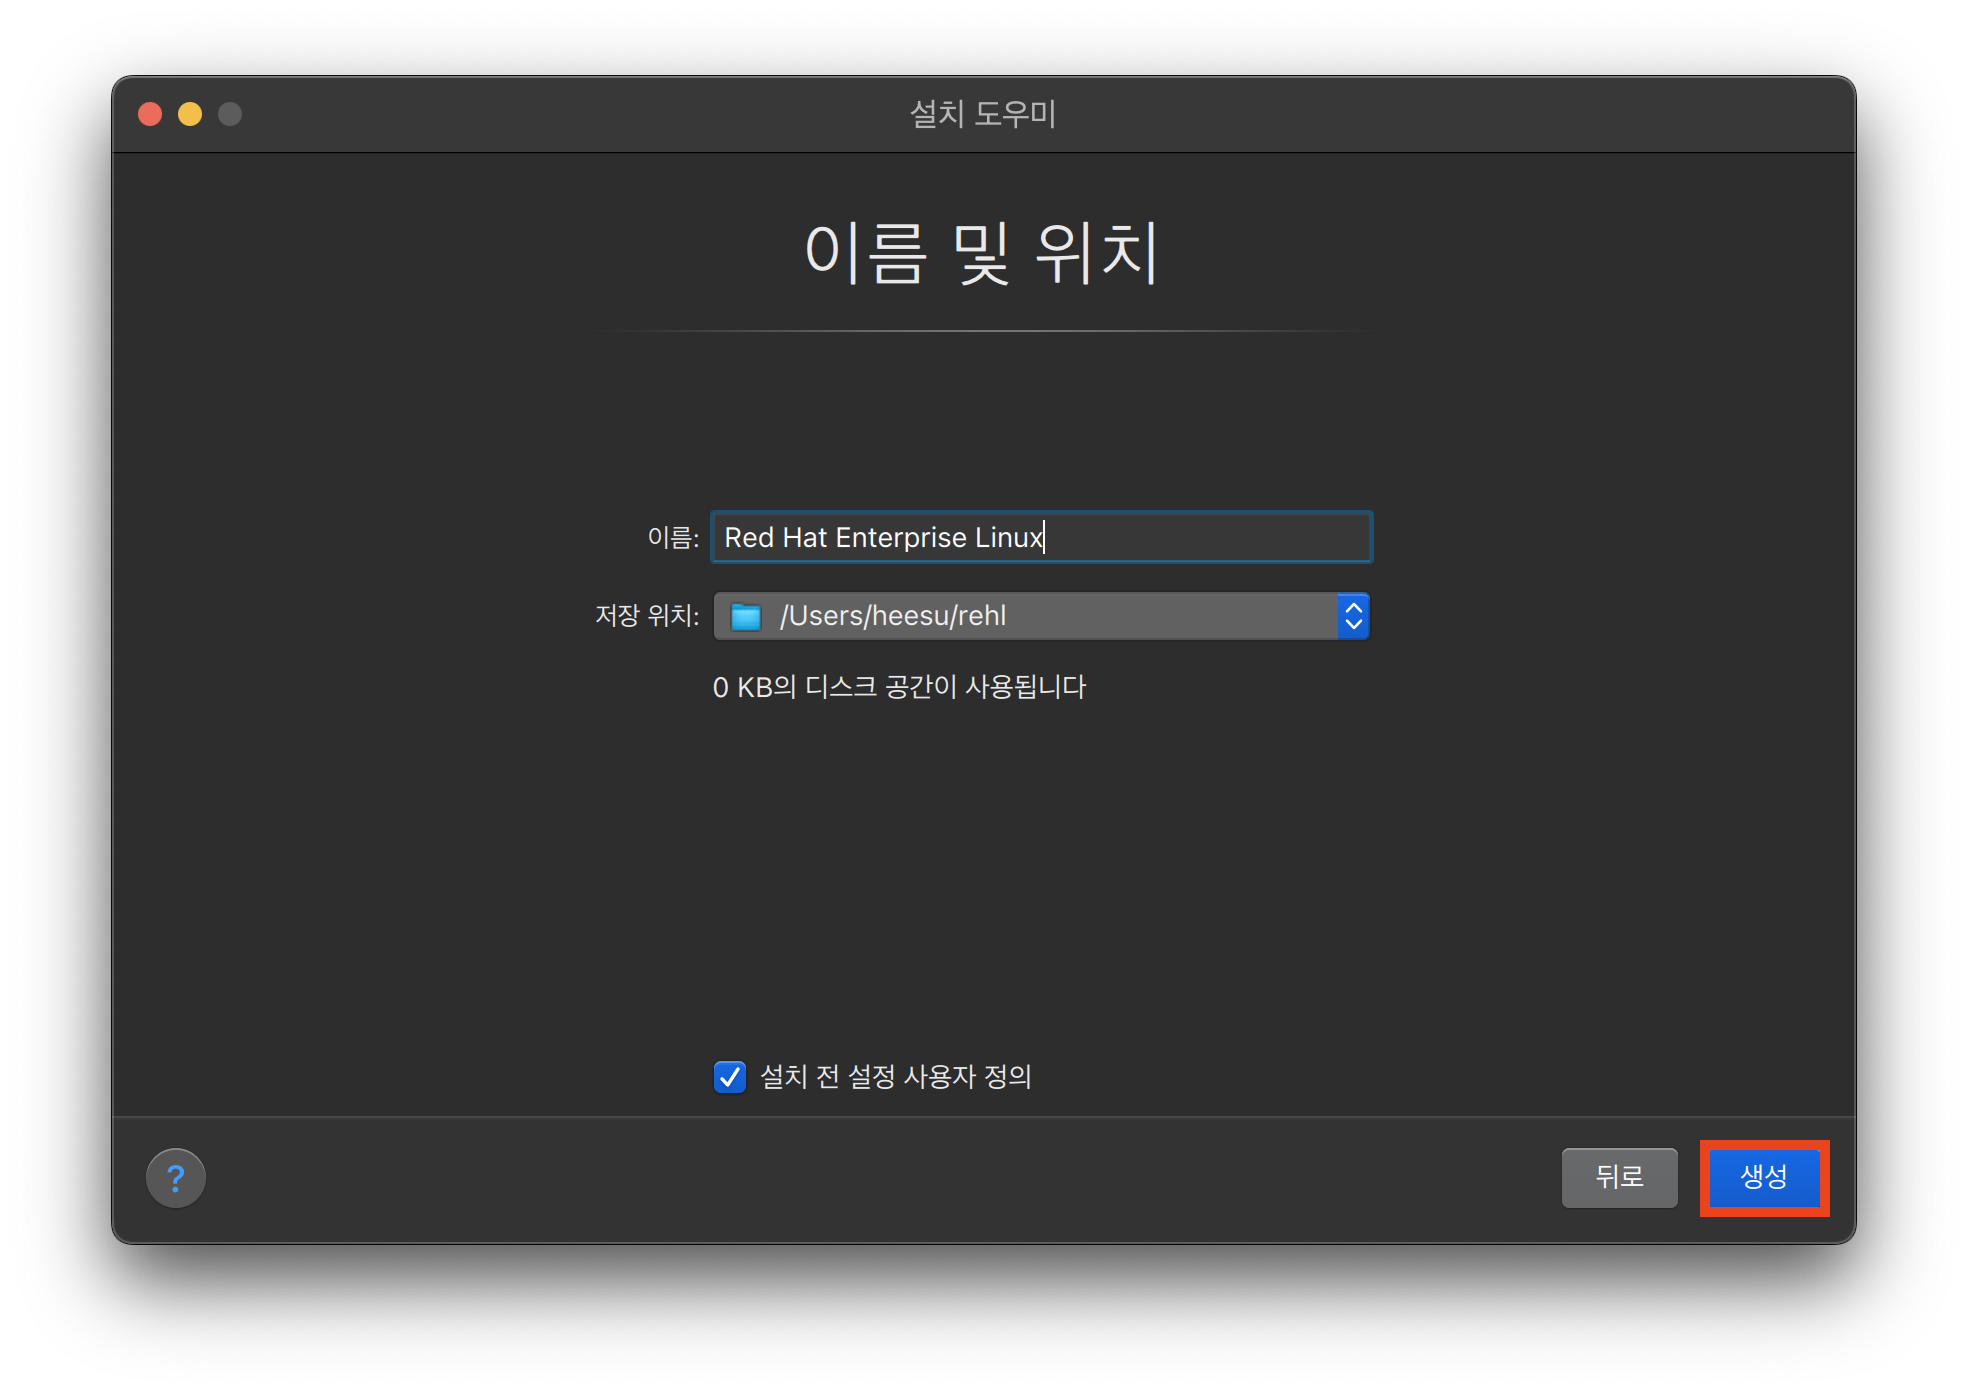 설치 도우미
이름 및 위치
이름: Red Hat Enterprise Linux
저장 위치: /Users/heesu/rehl
0 KB의 디스크 공간이 사용됩니다
설치 전 설정 사용자 정의
? 뒤로 생성